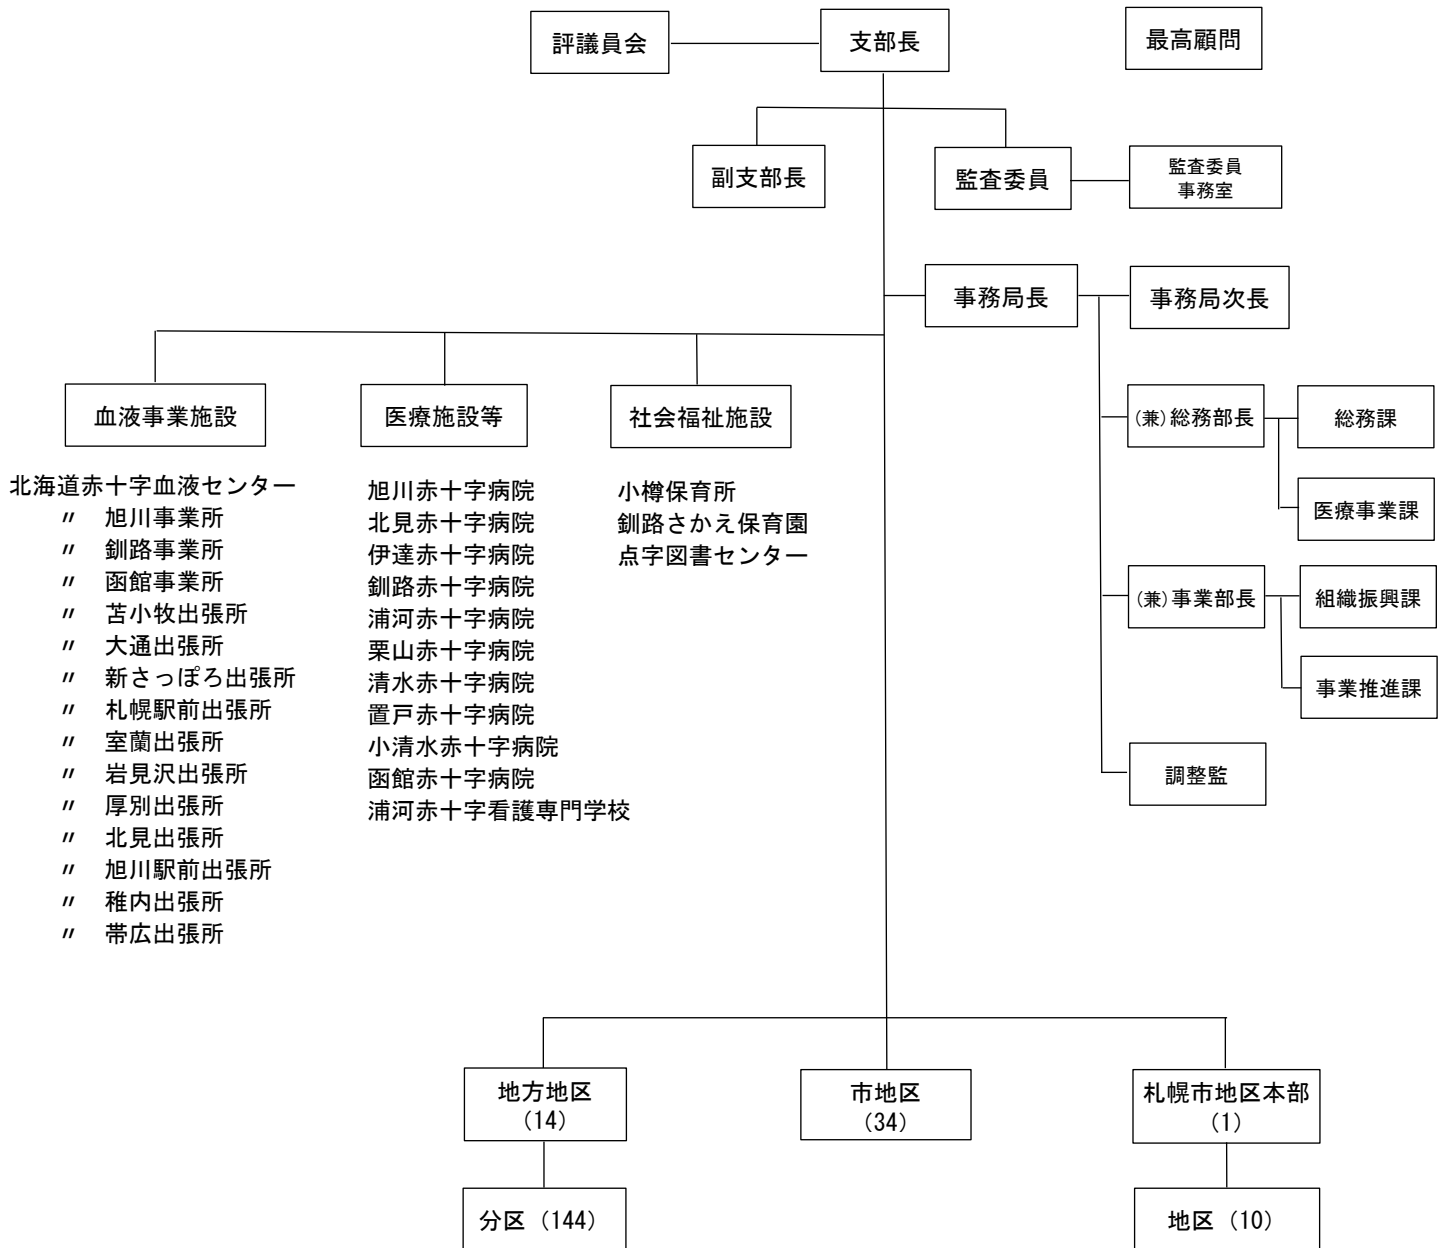 評議員会
支部長
最高顧問
副支部長
監査委員
監査委員
事務室
事務局長
事務局次長
血液事業施設
医療施設等
社会福祉施設
(兼)総務部長
総務課
医療事業課
(兼)事業部長
組織振興課
事業推進課
調整監
北海道赤十字血液センター
〃 旭川事業所
〃 釧路事業所
〃 函館事業所
〃 苫小牧出張所
〃 大通出張所
〃 新さっぽろ出張所
〃 札幌駅前出張所
〃 室蘭出張所
〃 岩見沢出張所
〃 厚別出張所
〃 北見出張所
〃 旭川駅前出張所
〃 稚内出張所
〃 帯広出張所
旭川赤十字病院
北見赤十字病院
伊達赤十字病院
釧路赤十字病院
浦河赤十字病院
栗山赤十字病院
清水赤十字病院
置戸赤十字病院
小清水赤十字病院
函館赤十字病院
浦河赤十字看護専門学校
小樽保育所
釧路さかえ保育園
点字図書センター
地方地区
(14)
市地区
(34)
札幌市地区本部
(1)
分区 (144)
地区 (10)